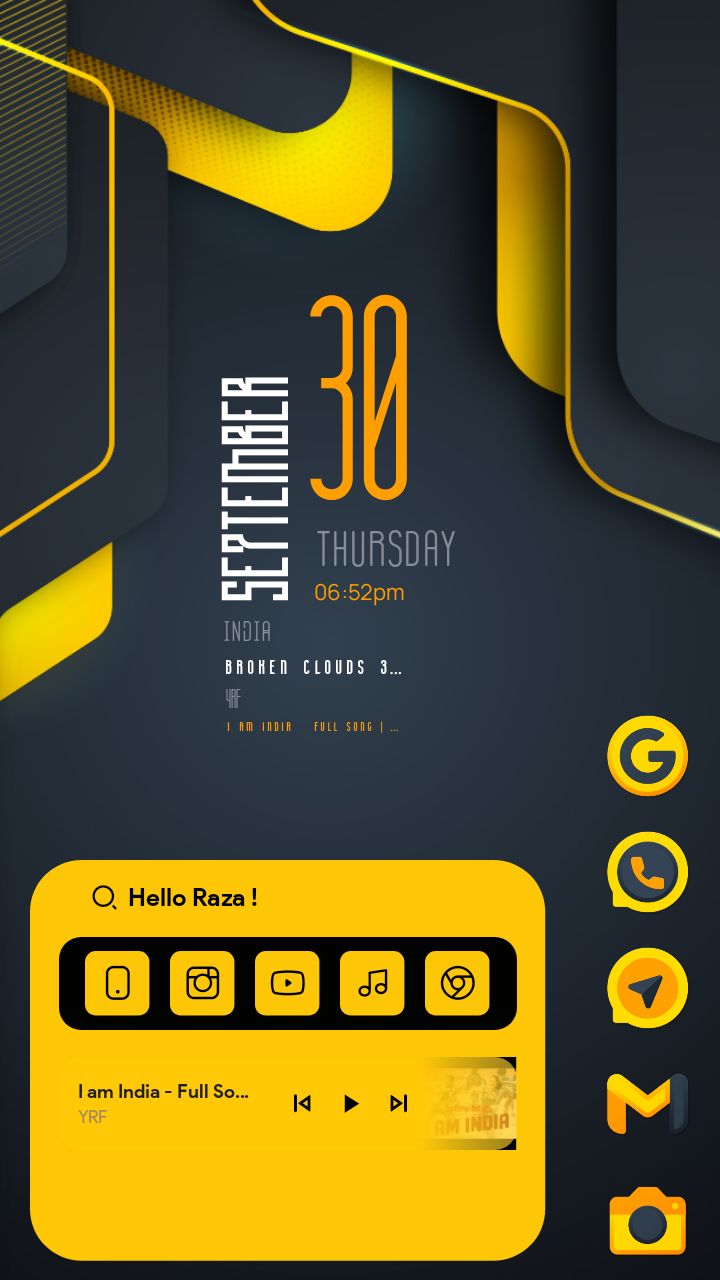 30
SEPTEMBER
THURSDAY
06:52pm
INDIA
BROKEN CLOUDS 3...
YRF
I AM INDIA FULL SONG | ...
Hello Raza !
I am India - Full So...
YRF
AM INDIA